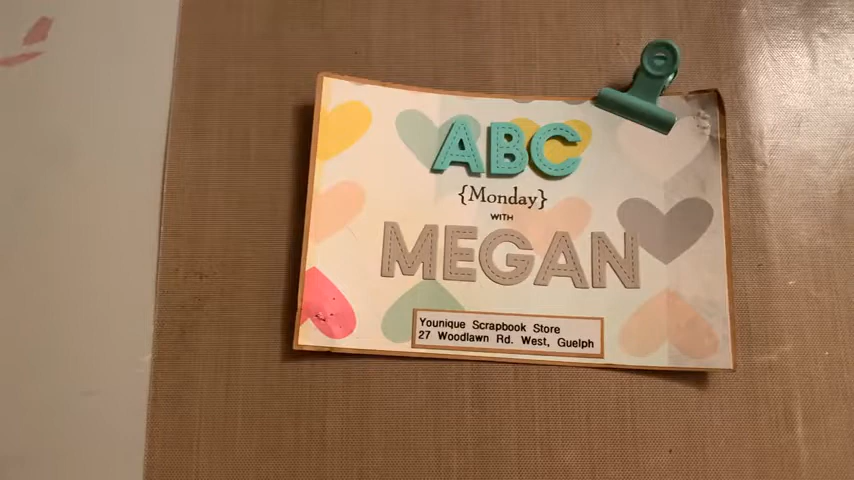 ABC
{Monday}
WITH
MEGAN
Younique Scrapbook Store
27 Woodlawn Rd. West, Guelph